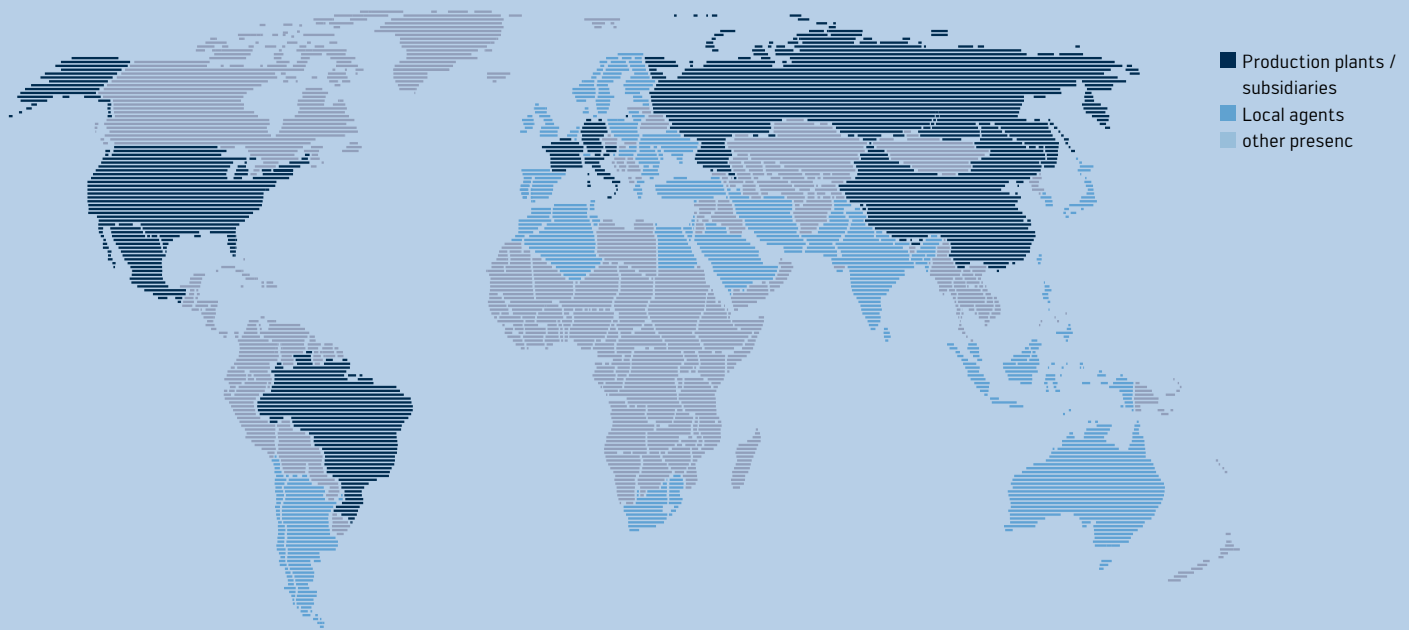 Production plants /
subsidiaries
Local agents
other presenc